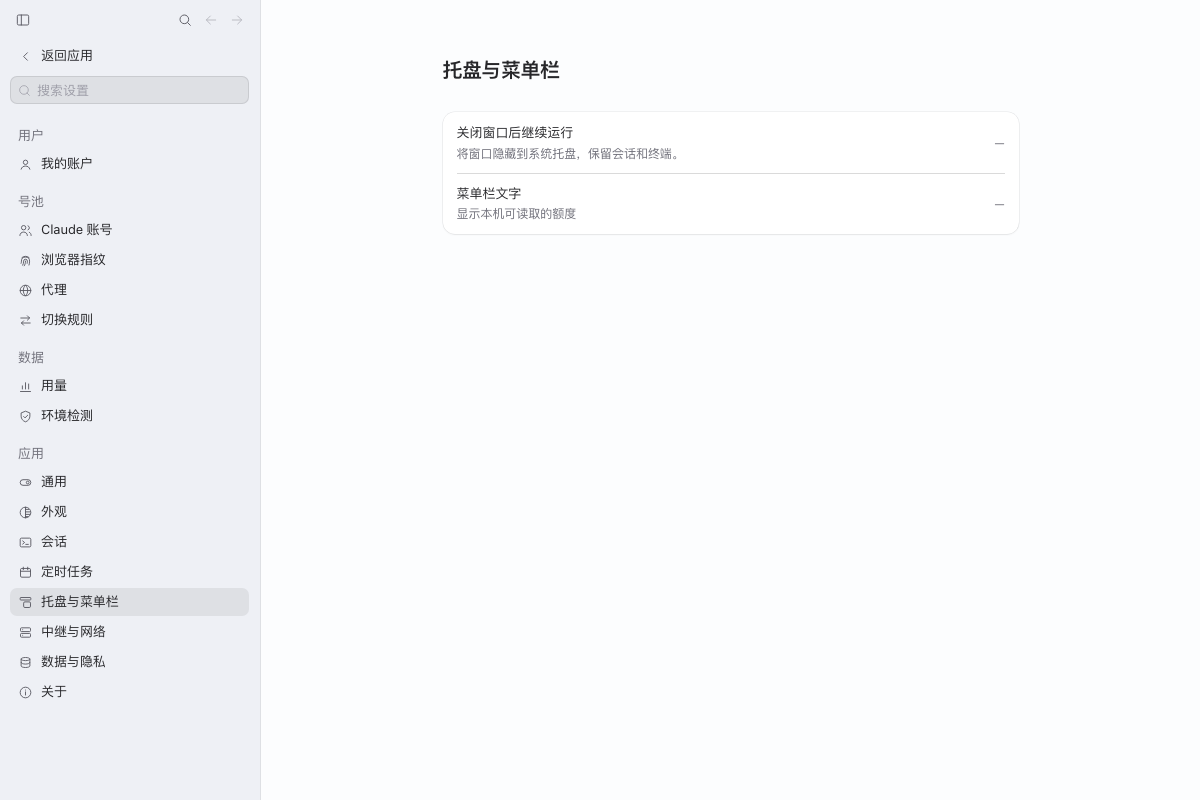 返回应用
搜索设置
用户
我的账户
号池
Claude 账号
浏览器指纹
代理
切换规则
数据
用量
环境检测
应用
通用
外观
会话
定时任务
托盘与菜单栏
中继与网络
数据与隐私
关于
托盘与菜单栏
关闭窗口后继续运行
将窗口隐藏到系统托盘，保留会话和终端。
—
菜单栏文字
显示本机可读取的额度
—